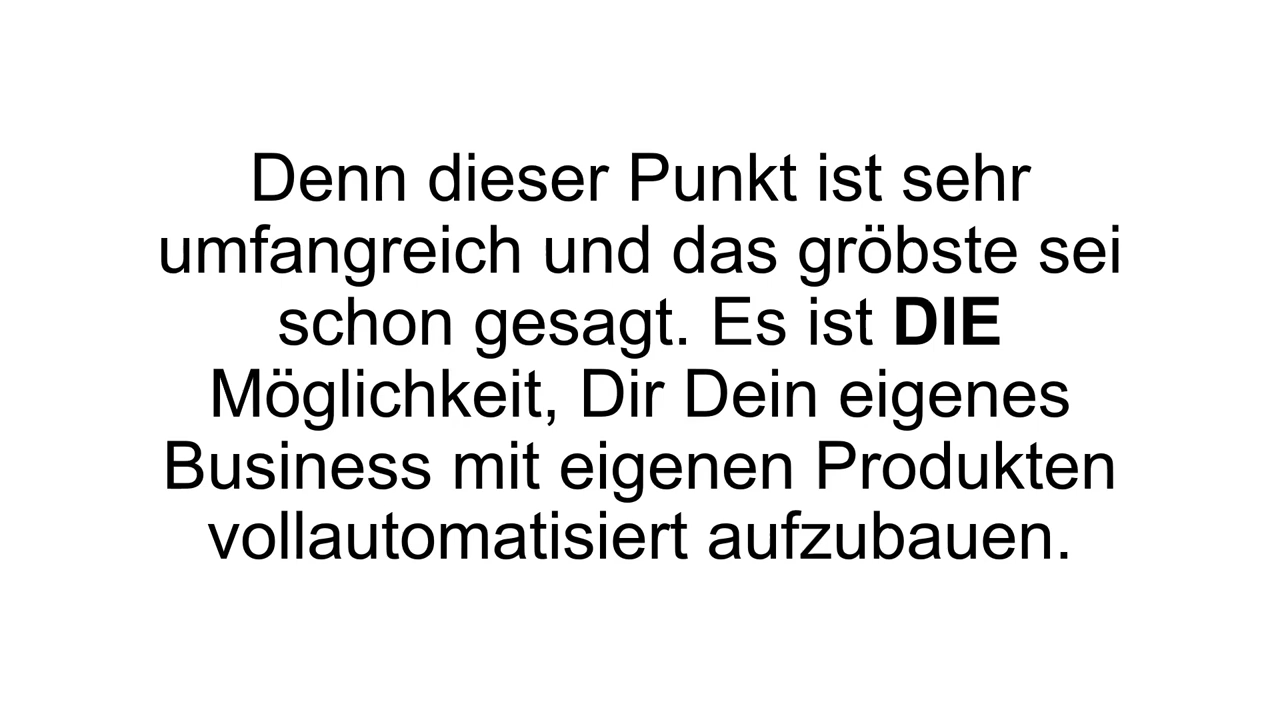 Denn dieser Punkt ist sehr
umfangreich und das gröbste sei
schon gesagt. Es ist DIE
Möglichkeit, Dir Dein eigenes
Business mit eigenen Produkten
vollautomatisiert aufzubauen.